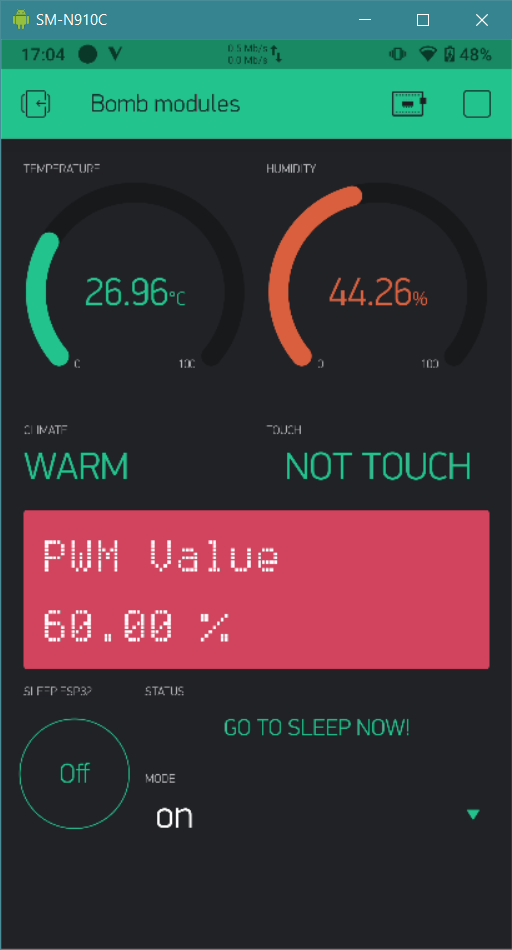 SM-N910C
17:04
0.5 Mb/s
0.0 Mb/s
48%
Bomb modules
TEMPERATURE
HUMIDITY
26.96°C
44.26%
0
100
0
100
CLIMATE
TOUCH
WARM
NOT TOUCH
PWM Value
60.00 %
SLEEP ESP32
STATUS
GO TO SLEEP NOW!
Off
MODE
on